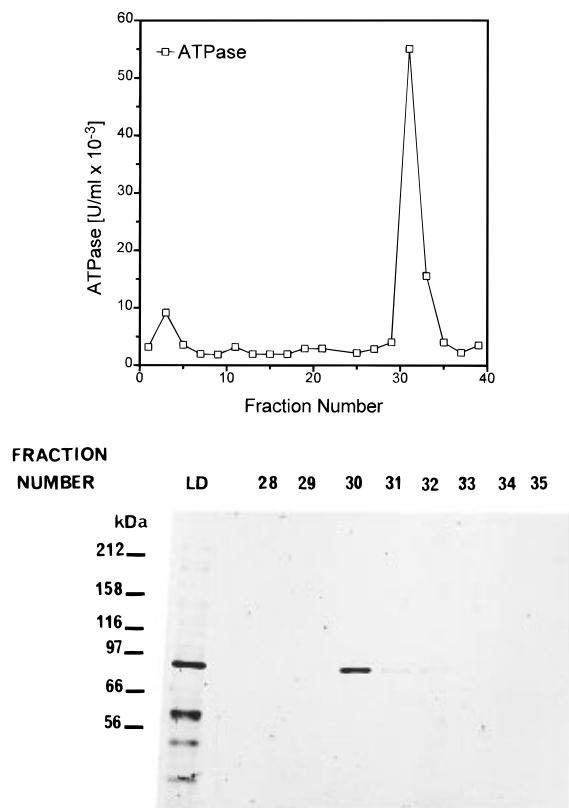 60
50
40
30
20
10
0
ATPase [U/ml x 10-3]
ATPase
0 10 20 30 40
Fraction Number
FRACTION
NUMBER LD 28 29 30 31 32 33 34 35
kDa
212
158
116
97
66
56